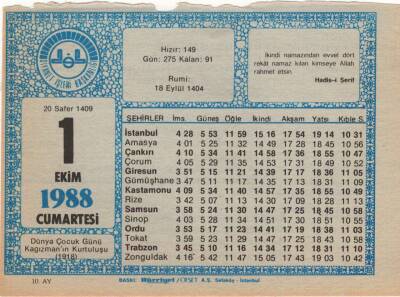 20 Safer 1409
1
EKİM
1988
CUMARTESİ
Dünya Çocuk Günü
Kağızman'ın Kurtuluşu
(1918)
Hızır: 149
Gün: 275 Kalan: 91
Rumi:
18 Eylül 1404
İkindi namazından evvel dört
rekât namaz kılan kimseye Allah
rahmet etsin.
Hadis-i Şerif
ŞEHİRLER İms. Güneş Öğle İkindi Akşam Yatsı Kıble S.
İstanbul 4 28 5 53 11 59 15 16 17 54 19 14 10 31
Amasya 4 01 5 25 11 32 14 49 17 28 18 45 10 56
Çankırı 4 10 5 34 11 41 14 58 17 36 18 55 10 47
Çorum 4 05 5 29 11 35 14 53 17 31 18 49 10 52
Giresun 3 51 5 15 11 21 14 39 17 17 18 36 11 05
Gümüşhane 3 47 5 11 11 17 14 35 17 13 18 31 11 10
Kastamonu 4 09 5 34 11 40 14 57 17 35 18 55 10 49
Rize 3 42 5 07 11 13 14 30 17 09 18 28 11 13
Samsun 3 58 5 24 11 30 14 47 17 25 18 45 10 58
Sinop 4 03 5 28 11 34 14 51 17 30 18 51 10 55
Ordu 3 53 5 17 11 23 14 41 17 19 18 38 11 03
Tokat 3 59 5 23 11 29 14 47 17 25 18 43 10 58
Trabzon 3 45 5 10 11 16 14 34 17 12 18 31 11 10
Zonguldak 4 16 5 42 11 47 15 05 17 43 19 03 10 42
10. AY
BASKI: Hürriyet / OFSET A.Ş. Sefaköy - İstanbul